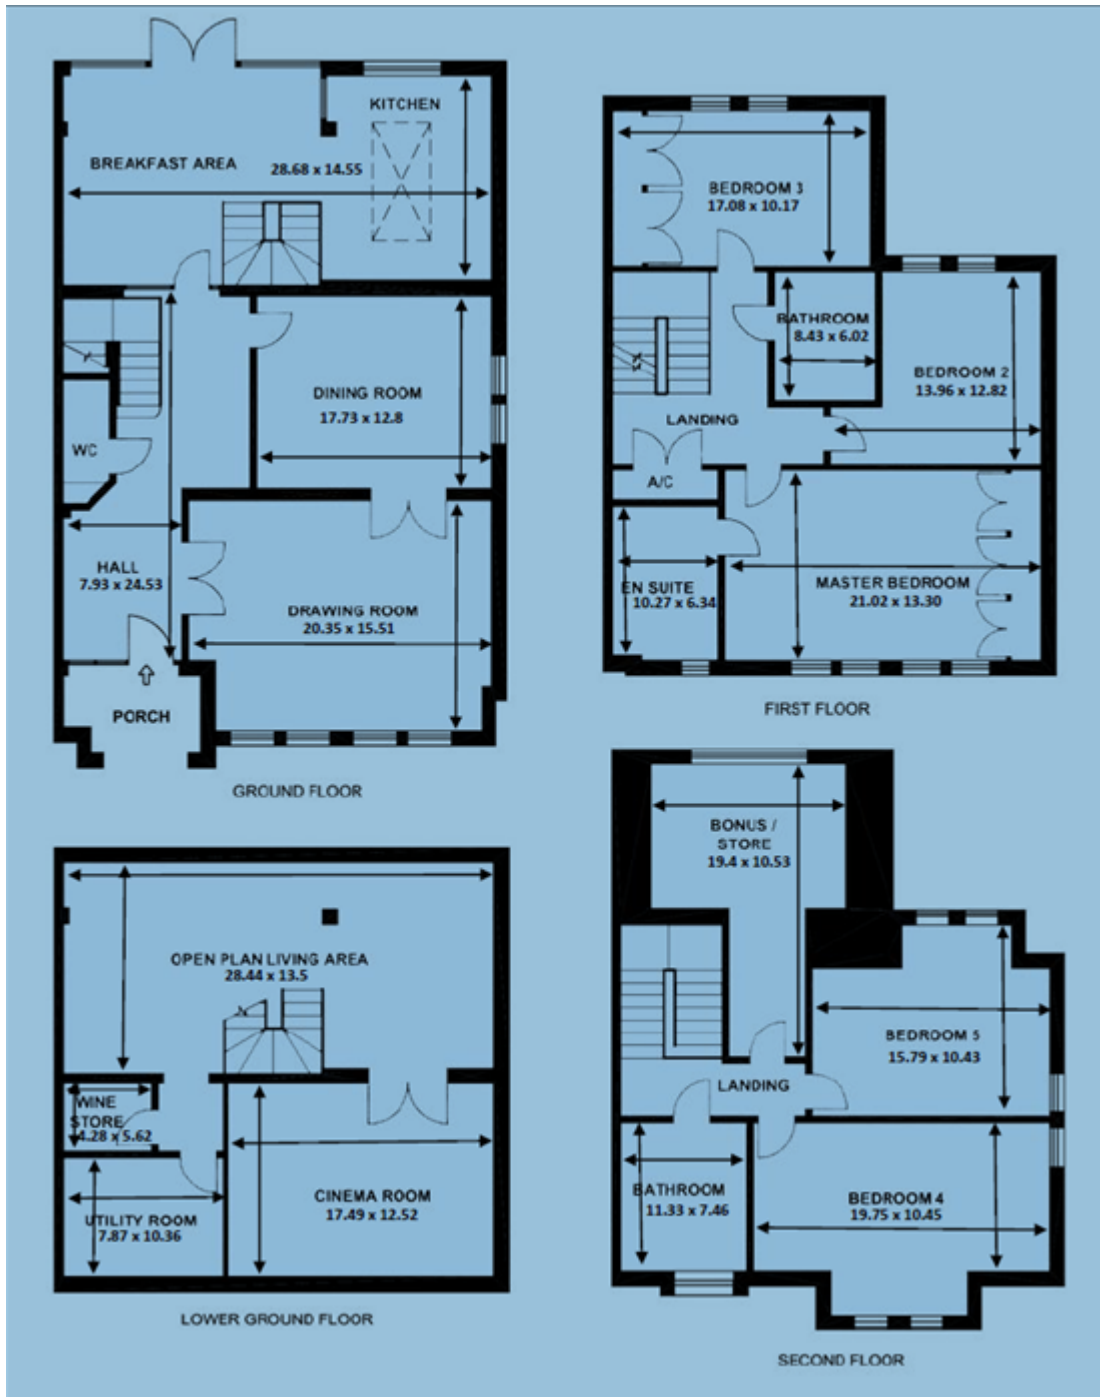 KITCHEN
BREAKFAST AREA
28.68 x 14.55
DINING ROOM
17.73 x 12.8
WC
HALL
7.93 x 24.53
DRAWING ROOM
20.35 x 15.51
PORCH
GROUND FLOOR
BEDROOM 3
17.08 x 10.17
BATHROOM
8.43 x 6.02
BEDROOM 2
13.96 x 12.82
LANDING
A/C
EN SUITE
10.27 x 6.34
MASTER BEDROOM
21.02 x 13.30
FIRST FLOOR
OPEN PLAN LIVING AREA
28.44 x 13.5
WINE
STORE
4.28 x 5.62
UTILITY ROOM
7.87 x 10.36
CINEMA ROOM
17.49 x 12.52
LOWER GROUND FLOOR
BONUS /
STORE
19.4 x 10.53
BEDROOM 5
15.79 x 10.43
LANDING
BATHROOM
11.33 x 7.46
BEDROOM 4
19.75 x 10.45
SECOND FLOOR